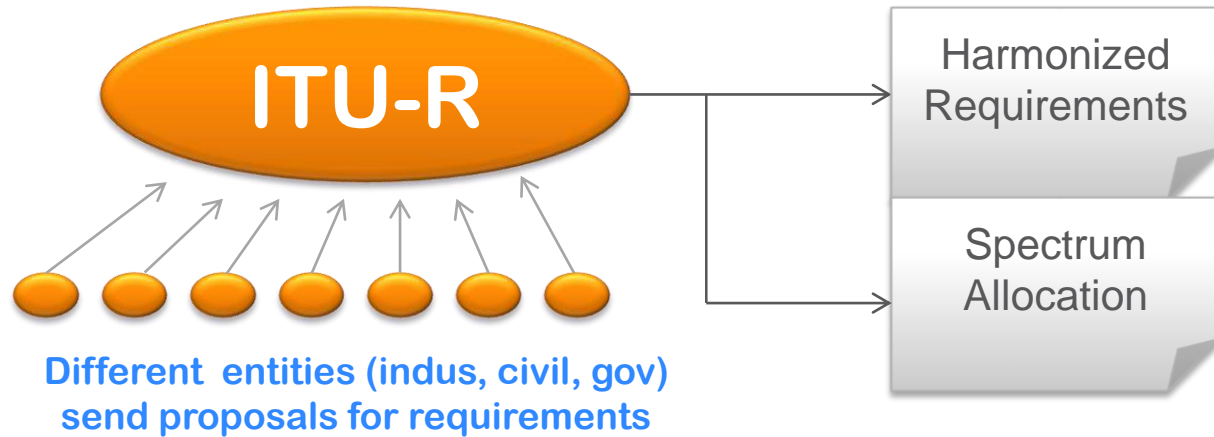 ITU-R
Harmonized
Requirements
Spectrum
Allocation
Different entities (indus, civil, gov)
send proposals for requirements